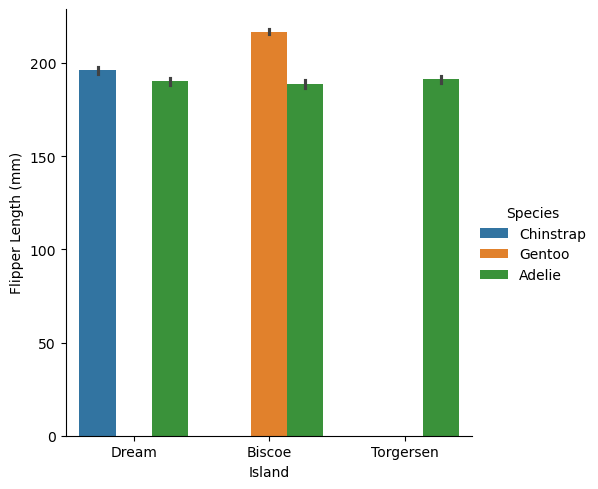 200
150
100
50
0
Flipper Length (mm)
Dream
Biscoe
Torgersen
Island
Species
Chinstrap
Gentoo
Adelie